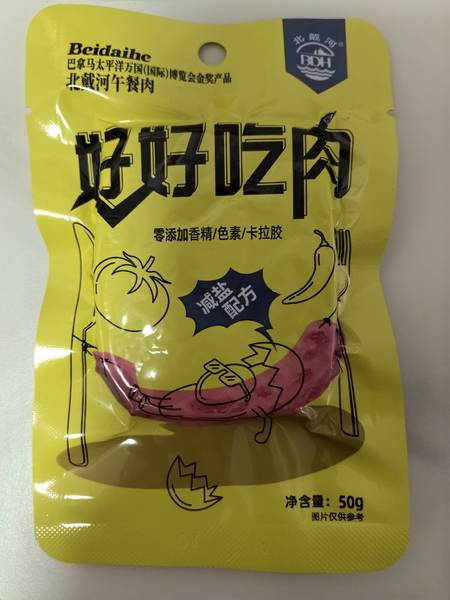 Beidaihe
巴拿马太平洋万国(国际)博览会金奖产品
北戴河午餐肉
北戴河®
BDH
好好吃肉
零添加香精/色素/卡拉胶
减盐
配方
净含量：50g
图片仅供参考